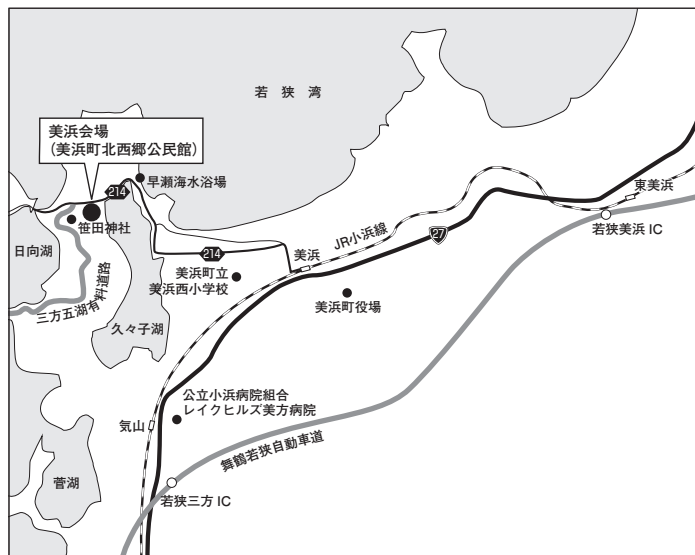 若狭湾
美浜会場
（美浜町北西郷公民館）
214
早瀬海水浴場
東美浜
笹田神社
若狭美浜 IC
日向湖
JR小浜線
27
214
美浜
美浜町立
美浜西小学校
美浜町役場
三方五湖有料道路
久々子湖
公立小浜病院組合
レイクヒルズ美方病院
気山
舞鶴若狭自動車道
菅湖
若狭三方 IC